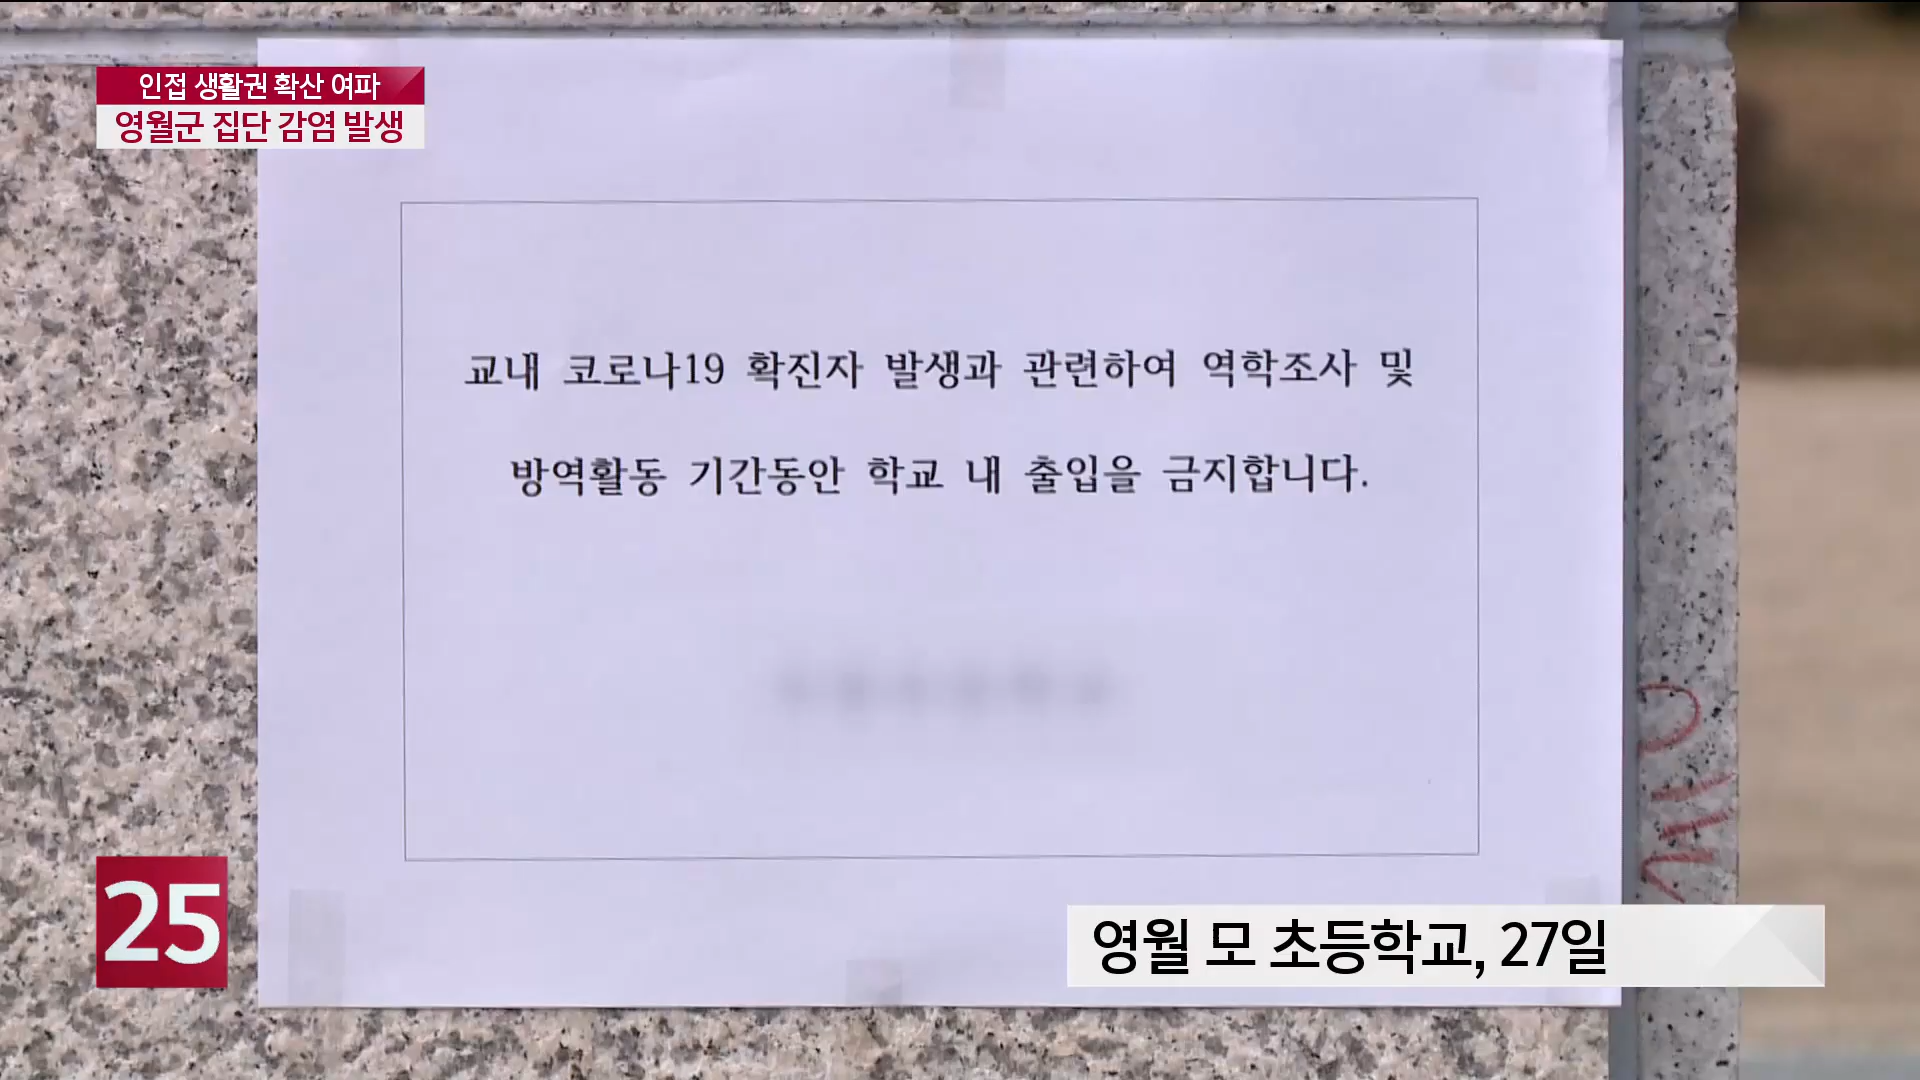 인접 생활권 확산 여파
영월군 집단 감염 발생
교내 코로나19 확진자 발생과 관련하여 역학조사 및
방역활동 기간동안 학교 내 출입을 금지합니다.
25
영월 모 초등학교, 27일